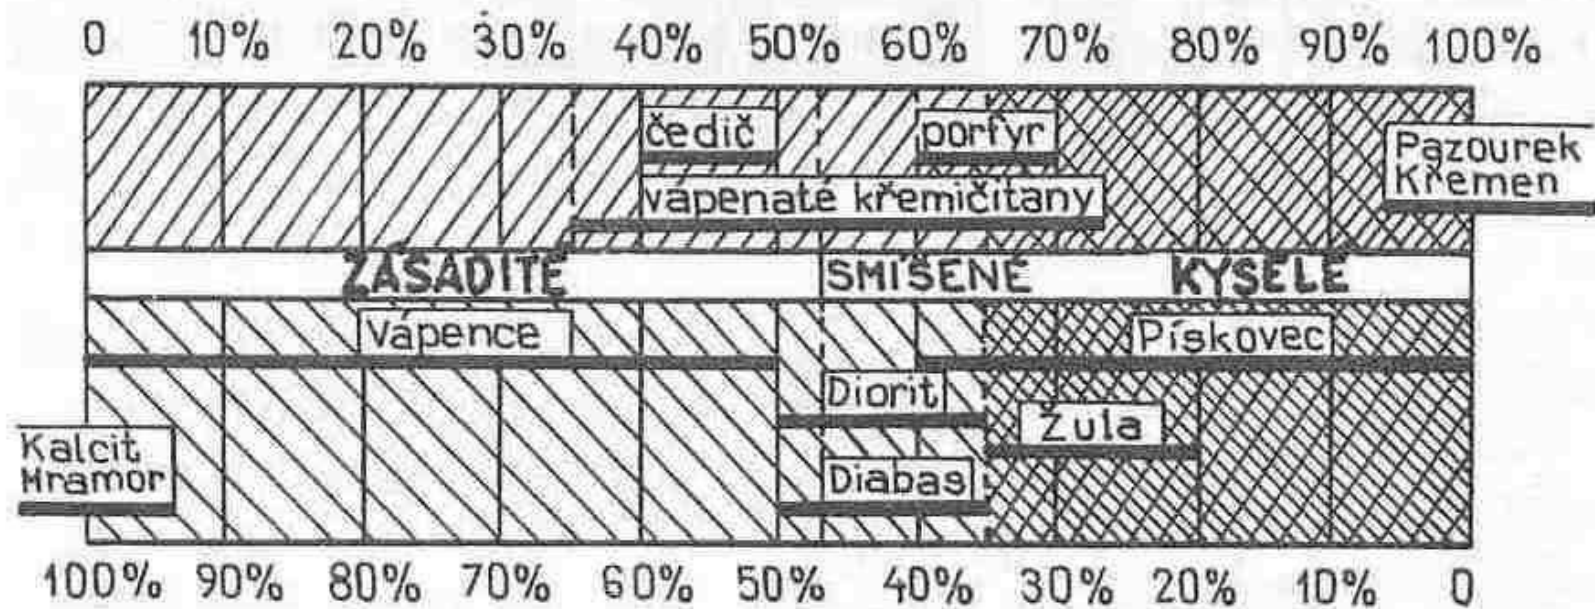 0 10% 20% 30% 40% 50% 60% 70% 80% 90% 100%
čedič porfyr
Pazourek
Křemen
vápenaté křemičitany
ZÁSADITÉ SMÍŠENÉ KYSELÉ
Vápence Pískovec
Diorit
Žula
Kalcit
Mramor
Diabas
100% 90% 80% 70% 60% 50% 40% 30% 20% 10% 0